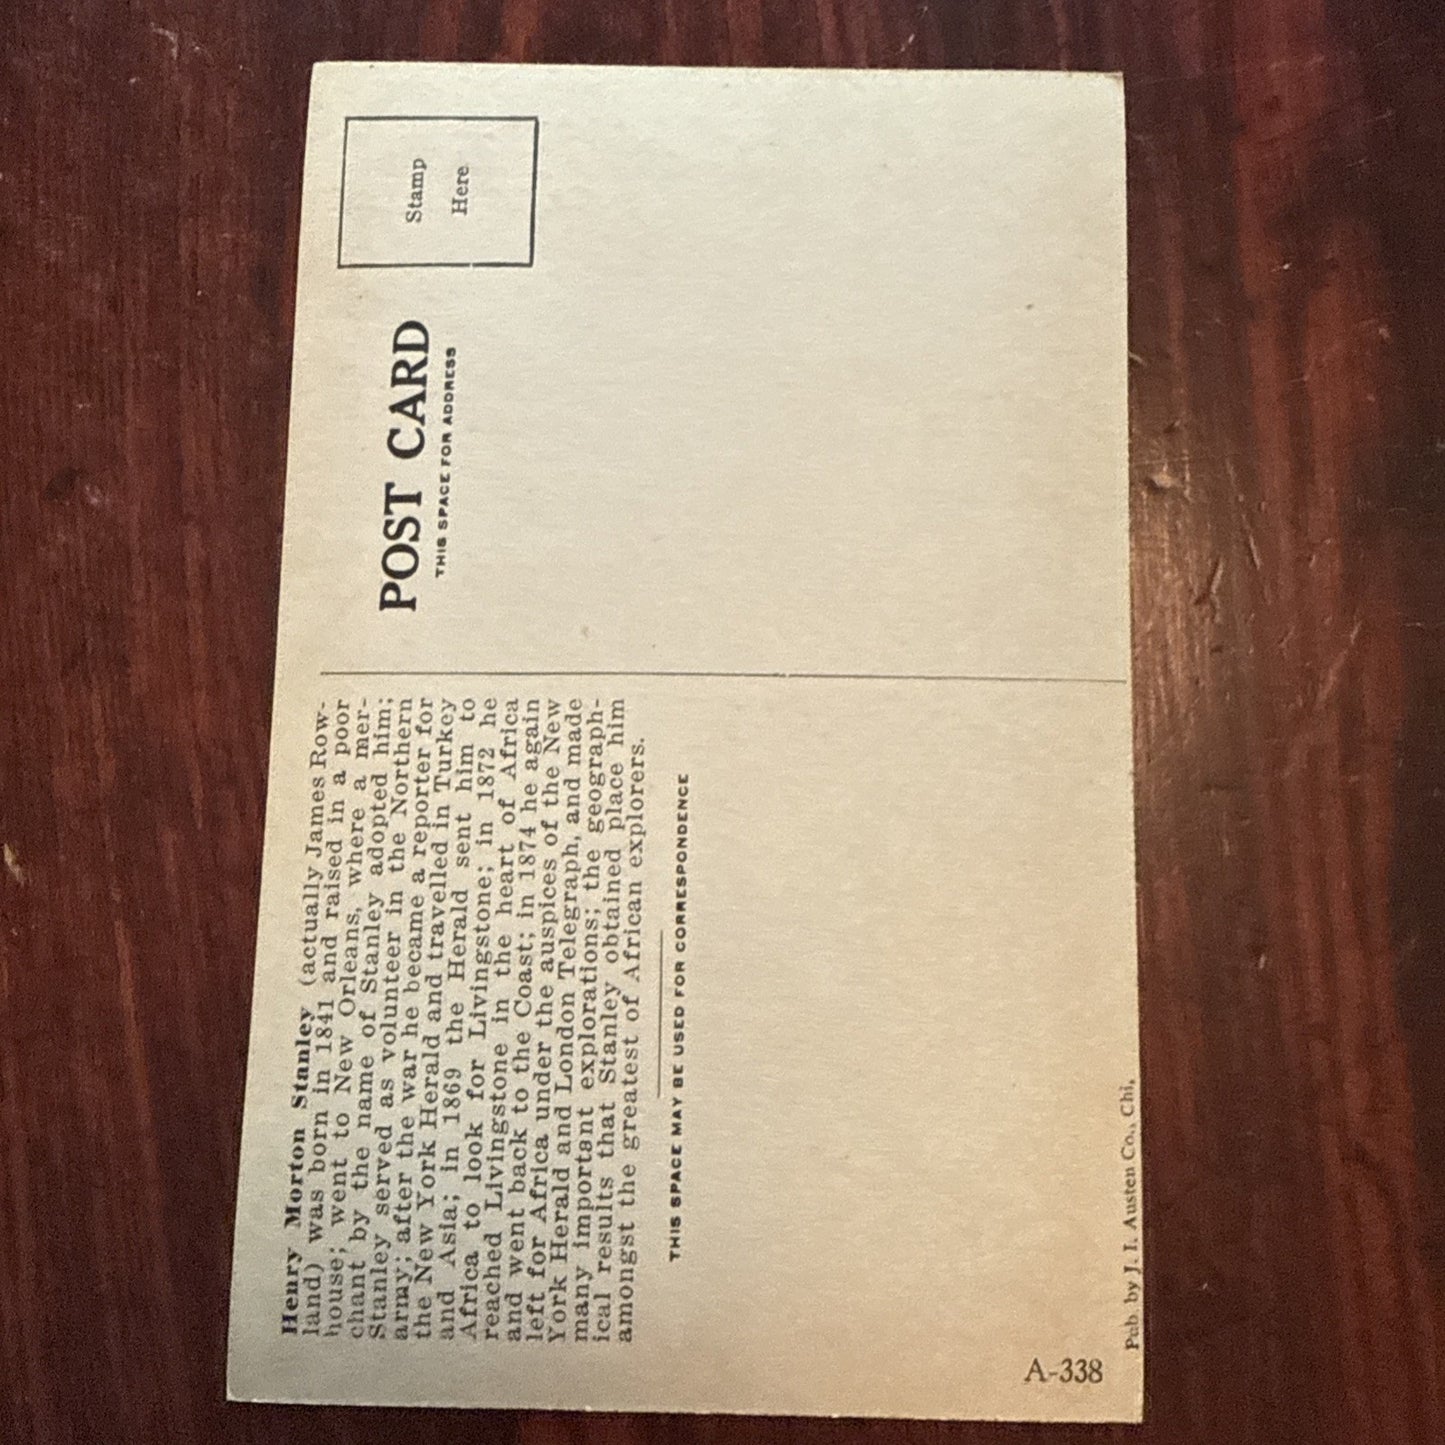 Henry Morton Stanley (actually James Row-
land) was born in 1841 and raised in a poor
house; went to New Orleans, where a mer-
chant by the name of Stanley adopted him;
Stanley served as volunteer in the Northern
army; after the war he became a reporter for
the New York Herald and travelled in Turkey
and Asia; in 1869 the Herald sent him to
Africa to look for Livingstone; in 1872 he
reached Livingstone in the heart of Africa
and went back to the Coast; in 1874 he again
left for Africa under the auspices of the New
York Herald and London Telegraph, and made
many important explorations; the geograph-
ical results that Stanley obtained place him
amongst the greatest of African explorers.
THIS SPACE MAY BE USED FOR CORRESPONDENCE
A-338
Pub. by J. I. Austen Co., Chi.
POST CARD
THIS SPACE FOR ADDRESS
Stamp
Here